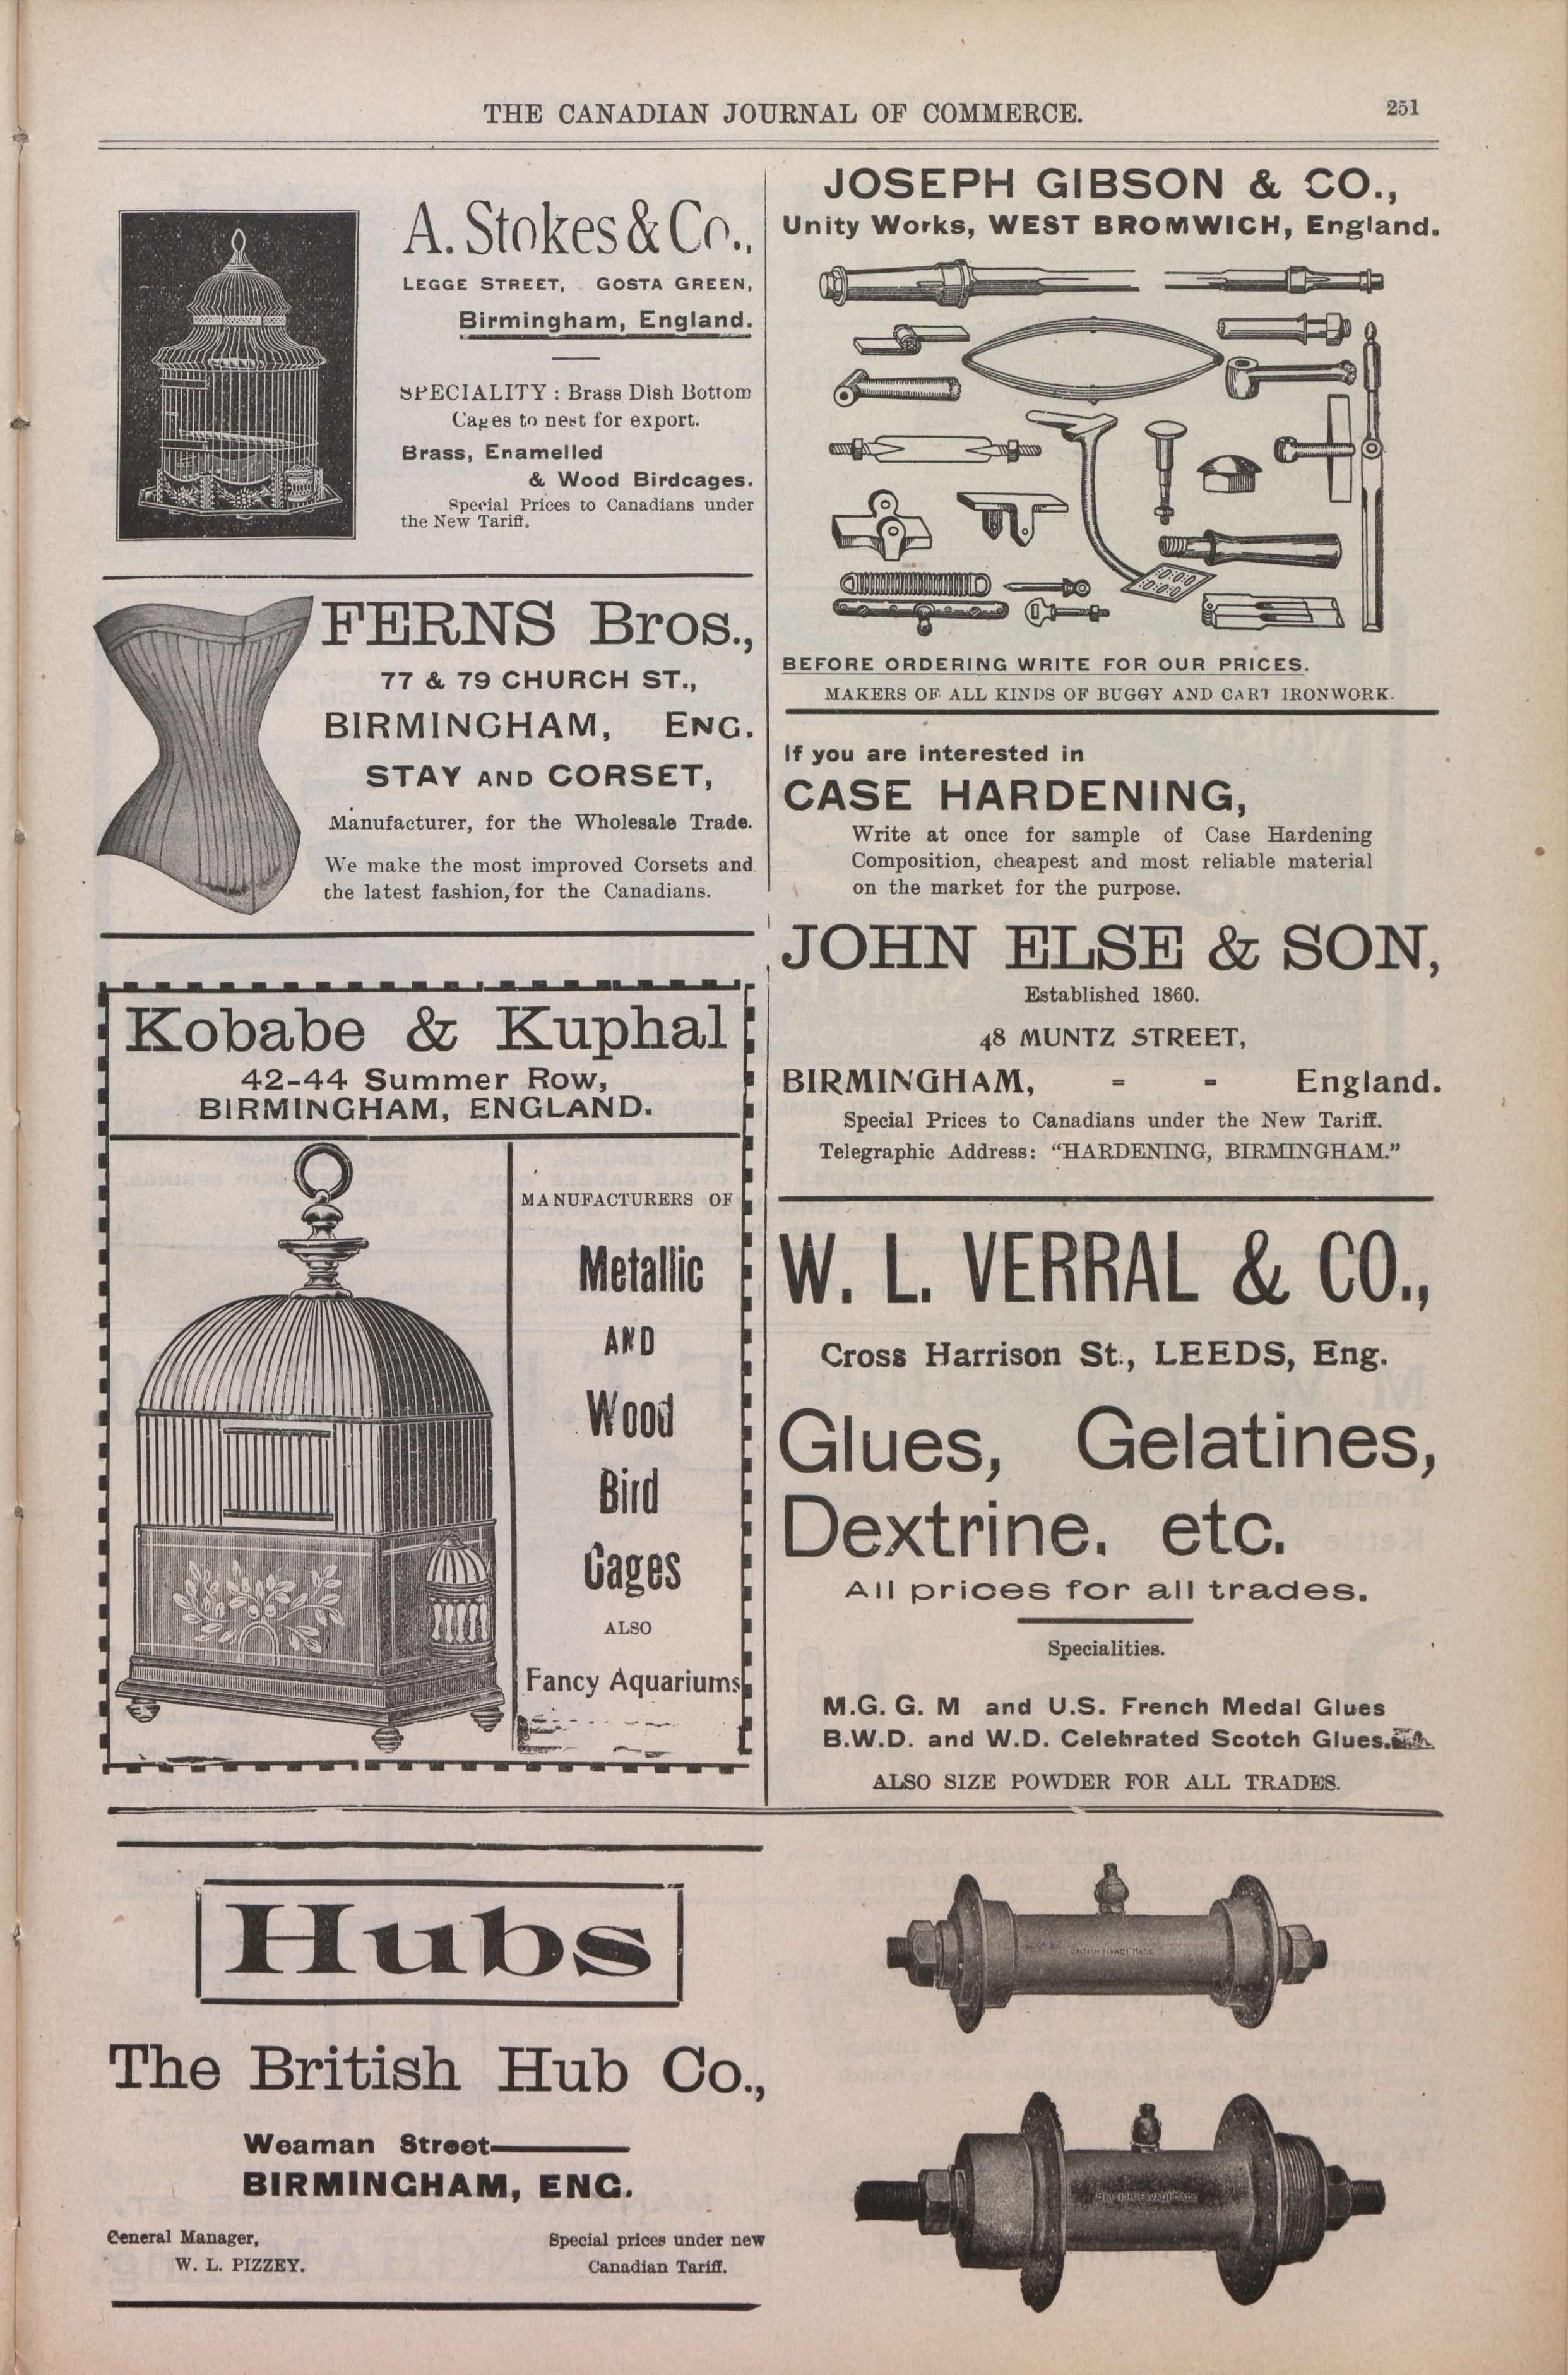 THE CANADIAN JOURNAL OF COMMERCE.
251
A. Stokes & Co.,
LEGGE STREET, GOSTA GREEN,
Birmingham, England.
SPECIALITY : Brass Dish Bottom
Cages to nest for export.
Brass, Enamelled
& Wood Birdcages.
Special Prices to Canadians under
the New Tariff.
FERNS Bros.,
77 & 79 CHURCH ST.,
BIRMINGHAM, ENG.
STAY AND CORSET,
Manufacturer, for the Wholesale Trade.
We make the most improved Corsets and
the latest fashion, for the Canadians.
Kobabe & Kuphal
42-44 Summer Row,
BIRMINGHAM, ENGLAND.
MANUFACTURERS OF
Metallic
AND
Wood
Bird
Cages
ALSO
Fancy Aquariums
JOSEPH GIBSON & CO.,
Unity Works, WEST BROMWICH, England.
BEFORE ORDERING WRITE FOR OUR PRICES.
MAKERS OF ALL KINDS OF BUGGY AND CART IRONWORK.
If you are interested in
CASE HARDENING,
Write at once for sample of Case Hardening
Composition, cheapest and most reliable material
on the market for the purpose.
JOHN ELSE & SON,
Established 1860.
48 MUNTZ STREET,
BIRMINGHAM, = - England.
Special Prices to Canadians under the New Tariff.
Telegraphic Address: "HARDENING, BIRMINGHAM."
W. L. VERRAL & CO.,
Cross Harrison St., LEEDS, Eng.
Glues, Gelatines,
Dextrine. etc.
All prices for all trades.
Specialities.
M.G. G. M and U.S. French Medal Glues
B.W.D. and W.D. Celebrated Scotch Glues.
ALSO SIZE POWDER FOR ALL TRADES.
Hubs
The British Hub Co.,
Weaman Street
BIRMINGHAM, ENG.
General Manager,
W. L. PIZZEY.
Special prices under new
Canadian Tariff.